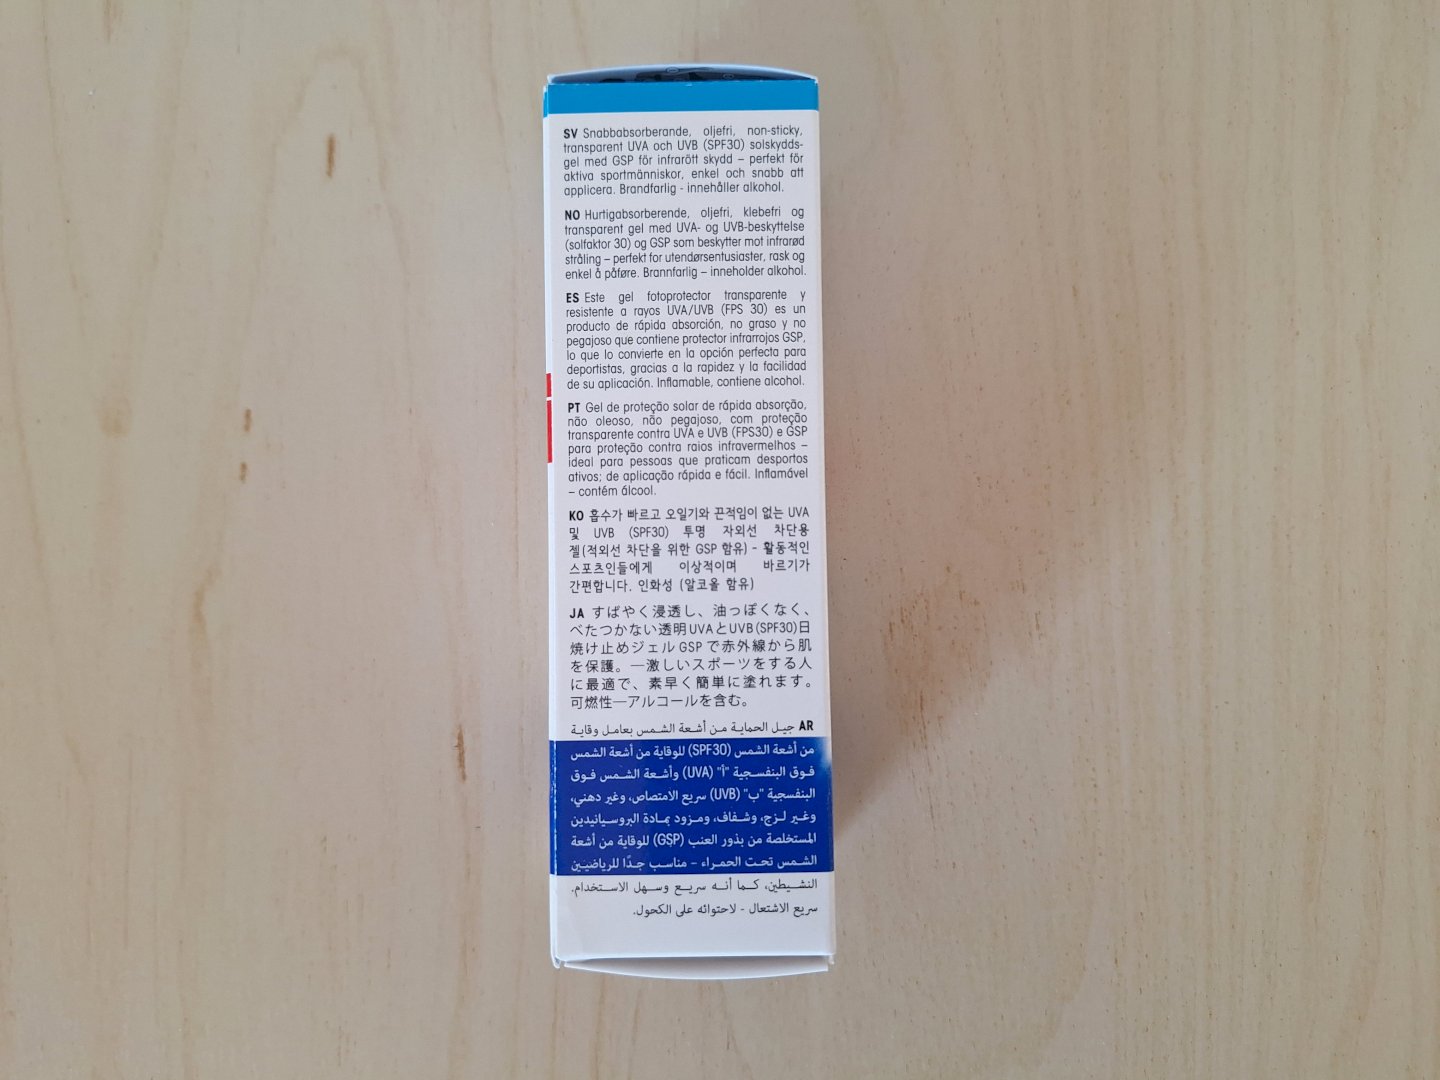 SV Snabbabsorberande, oljefri, non-sticky,
transparent UVA och UVB (SPF30) solskydds-
gel med GSP för infrarött skydd – perfekt för
aktiva sportmänniskor, enkel och snabb att
applicera. Brandfarlig - innehåller alkohol.
NO Hurtigabsorberende, oljefri, klebefri og
transparent gel med UVA- og UVB-beskyttelse
(solfaktor 30) og GSP som beskytter mot infrarød
stråling – perfekt for utendørsentusiaster, rask og
enkel å påføre. Brannfarlig – inneholder alkohol.
ES Este gel fotoprotector transparente y
resistente a rayos UVA/UVB (FPS 30) es un
producto de rápida absorción, no graso y no
pegajoso que contiene protector infrarrojos GSP,
lo que lo convierte en la opción perfecta para
deportistas, gracias a la rapidez y la facilidad
de su aplicación. Inflamable, contiene alcohol.
PT Gel de proteção solar de rápida absorção,
não oleoso, não pegajoso, com proteção
transparente contra UVA e UVB (FPS30) e GSP
para proteção contra raios infravermelhos –
ideal para pessoas que praticam desportos
ativos; de aplicação rápida e fácil. Inflamável
– contém álcool.
KO 흡수가 빠르고 오일기와 끈적임이 없는 UVA
및 UVB (SPF30) 투명 자외선 차단용
젤(적외선 차단을 위한 GSP 함유) - 활동적인
스포츠인들에게 이상적이며 바르기가
간편합니다. 인화성 (알코올 함유)
JA すばやく浸透し、油っぽくなく、
べたつかない透明UVAとUVB(SPF30)日
焼け止めジェルGSPで赤外線から肌
を保護。—激しいスポーツをする人
に最適で、素早く簡単に塗れます。
可燃性—アルコールを含む。
AR جيل الحماية من أشعة الشمس بعامل وقاية
من أشعة الشمس (SPF30) للوقاية من أشعة الشمس
فوق البنفسجية "أ" (UVA) وأشعة الشمس فوق
البنفسجية "ب" (UVB) سريع الامتصاص، وغير دهني،
وغير لزج، وشفاف، ومزود بمادة البروسيانيدين
المستخلصة من بذور العنب (GSP) للوقاية من أشعة
الشمس تحت الحمراء – مناسب جدًا للرياضيين
النشيطين، كما أنه سريع وسهل الاستخدام.
سريع الاشتعال - لاحتوائه على الكحول.